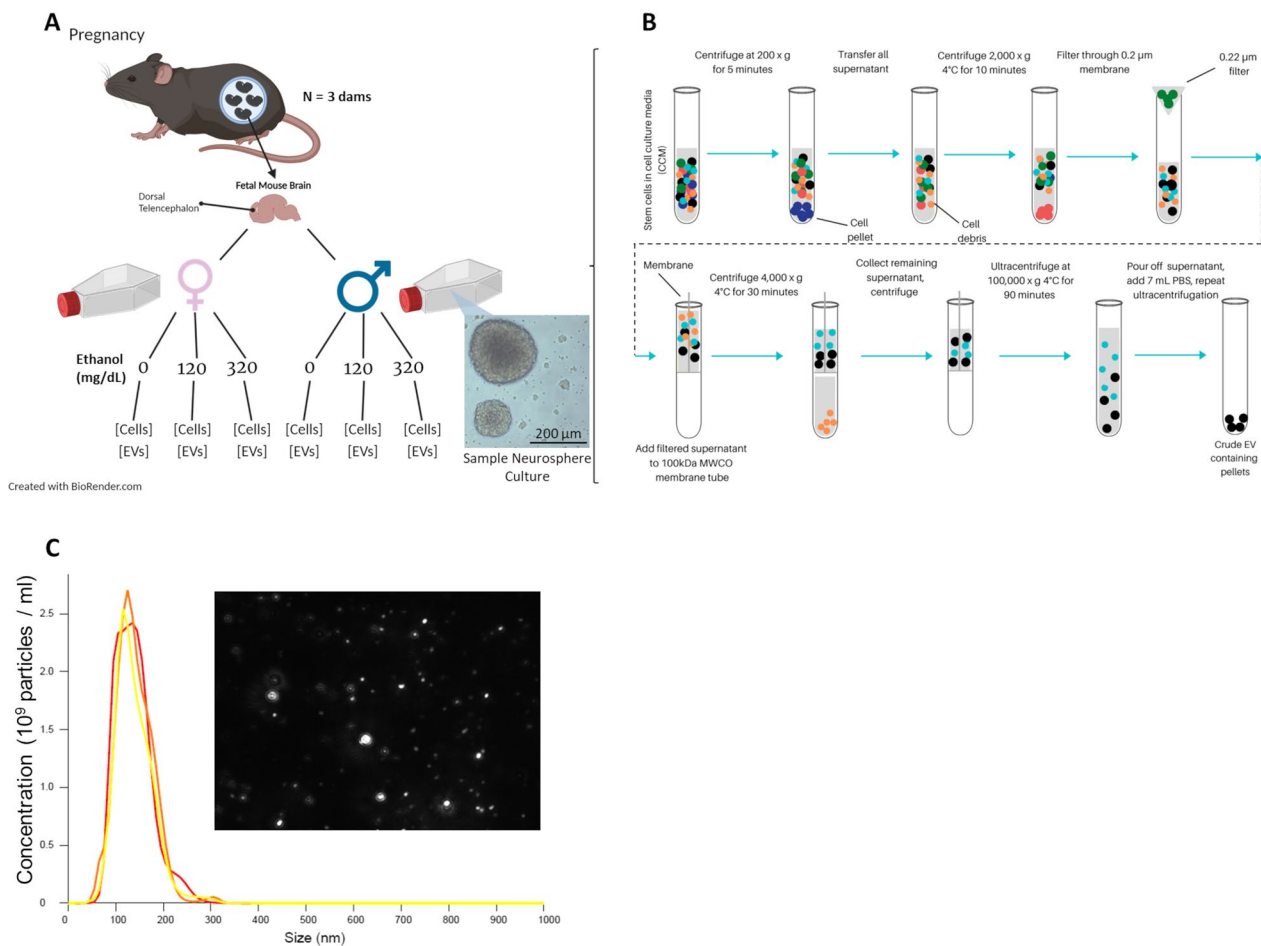 A
Pregnancy
N = 3 dams
Fetal Mouse Brain
Dorsal
Telencephalon
Ethanol
(mg/dL)
0
120
320
0
120
320
[Cells]
[Cells]
[Cells]
[Cells]
[Cells]
[Cells]
[EVs]
[EVs]
[EVs]
[EVs]
[EVs]
[EVs]
200 µm
Sample Neurosphere
Culture
Created with BioRender.com
B
Centrifuge at 200 x g
for 5 minutes
Transfer all
supernatant
Centrifuge 2,000 x g
4°C for 10 minutes
Filter through 0.2 µm
membrane
0.22 µm
filter
Stem cells in cell culture media
(CCM)
Cell
pellet
Cell
debris
Membrane
Centrifuge 4,000 x g
4°C for 30 minutes
Collect remaining
supernatant,
centrifuge
Ultracentrifuge at
100,000 x g 4°C for
90 minutes
Pour off supernatant,
add 7 mL PBS, repeat
ultracentrifugation
Add filtered supernatant
to 100kDa MWCO
membrane tube
Crude EV
containing
pellets
C
Concentration (10⁹ particles / ml)
2.5
2.0
1.5
1.0
0.5
0
0
100
200
300
400
500
600
700
800
900
1000
Size (nm)